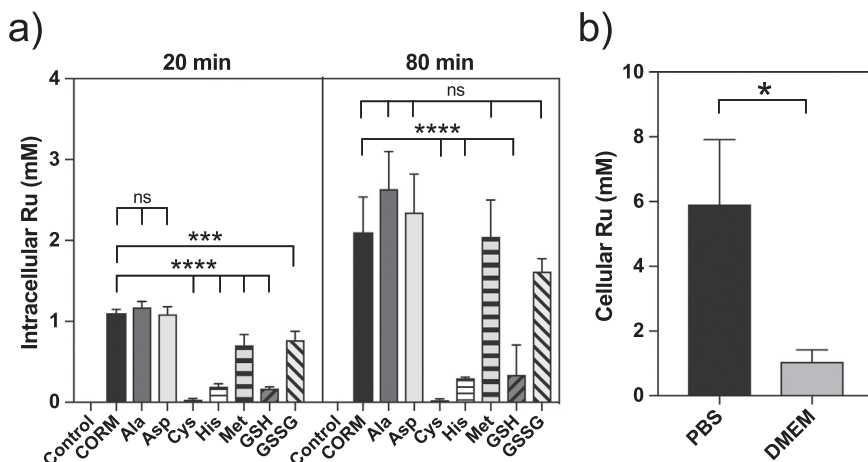 a)
20 min
80 min
Intracellular Ru (mM)
4
3
2
1
0
ns
***
****
ns
****
Control
CORM
Ala
Asp
Cys
His
Met
GSH
GSSG
Control
CORM
Ala
Asp
Cys
His
Met
GSH
GSSG
b)
Cellular Ru (mM)
10
8
6
4
2
0
*
PBS
DMEM